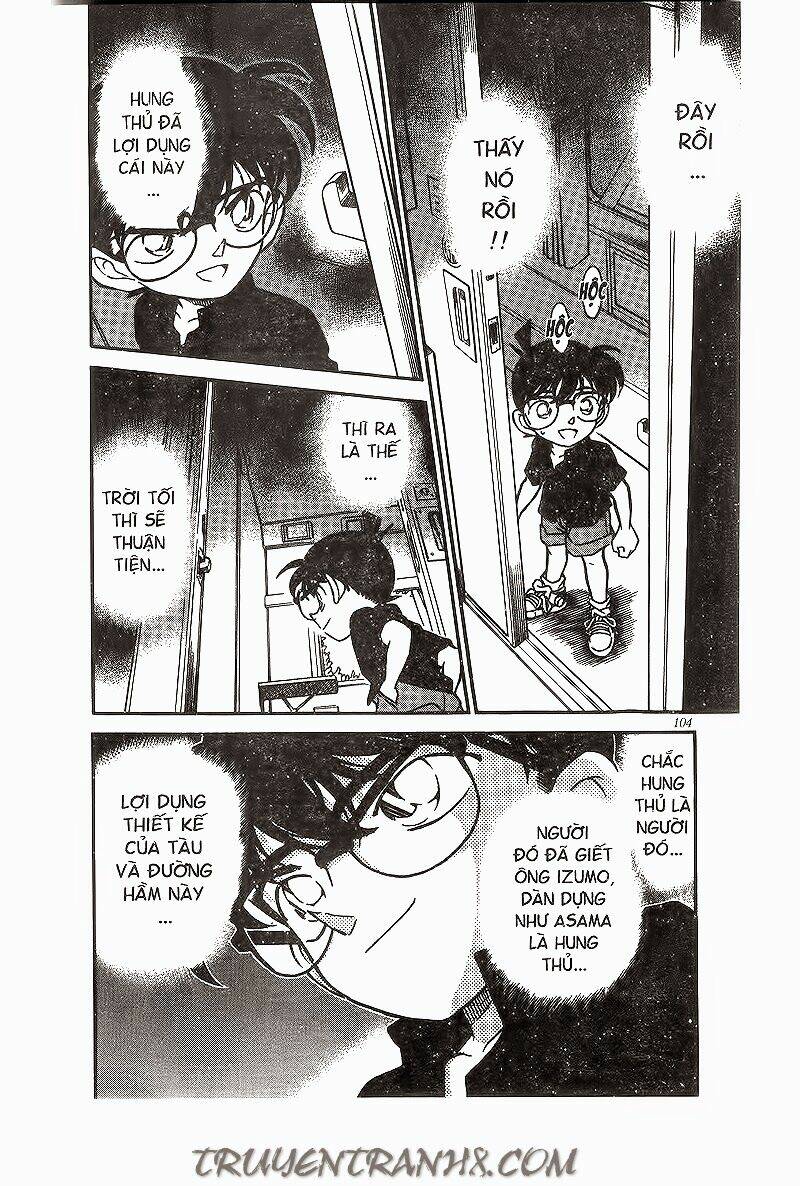 ĐÂY
RỒI
...
THẤY
NÓ
RỒI
!!
HỘC
HỘC
HUNG
THỦ ĐÃ
LỢI DỤNG
CÁI NÀY
...
THÌ RA
LÀ THẾ
...
TRỜI TỐI
THÌ SẼ
THUẬN
TIỆN...
104
CHẮC
HUNG
THỦ LÀ
NGƯỜI
ĐÓ...
NGƯỜI
ĐÓ ĐÃ GIẾT
ÔNG IZUMO,
DÀN DỰNG
NHƯ ASAMA
LÀ HUNG
THỦ...
LỢI DỤNG
THIẾT KẾ
CỦA TÀU
VÀ ĐƯỜNG
HẦM NÀY
...
TRUYENTRANH8.COM